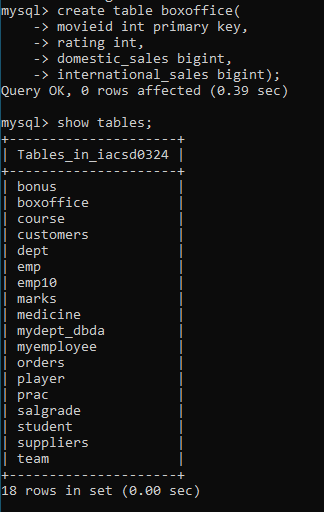 mysql> create table boxoffice(
    -> movieid int primary key,
    -> rating int,
    -> domestic_sales bigint,
    -> international_sales bigint);
Query OK, 0 rows affected (0.39 sec)

mysql> show tables;
+---------------------+
| Tables_in_iacsd0324 |
+---------------------+
| bonus               |
| boxoffice           |
| course              |
| customers           |
| dept                |
| emp                 |
| emp10               |
| marks               |
| medicine            |
| mydept_dbda         |
| myemployee          |
| orders              |
| player              |
| prac                |
| salgrade            |
| student             |
| suppliers           |
| team                |
+---------------------+
18 rows in set (0.00 sec)